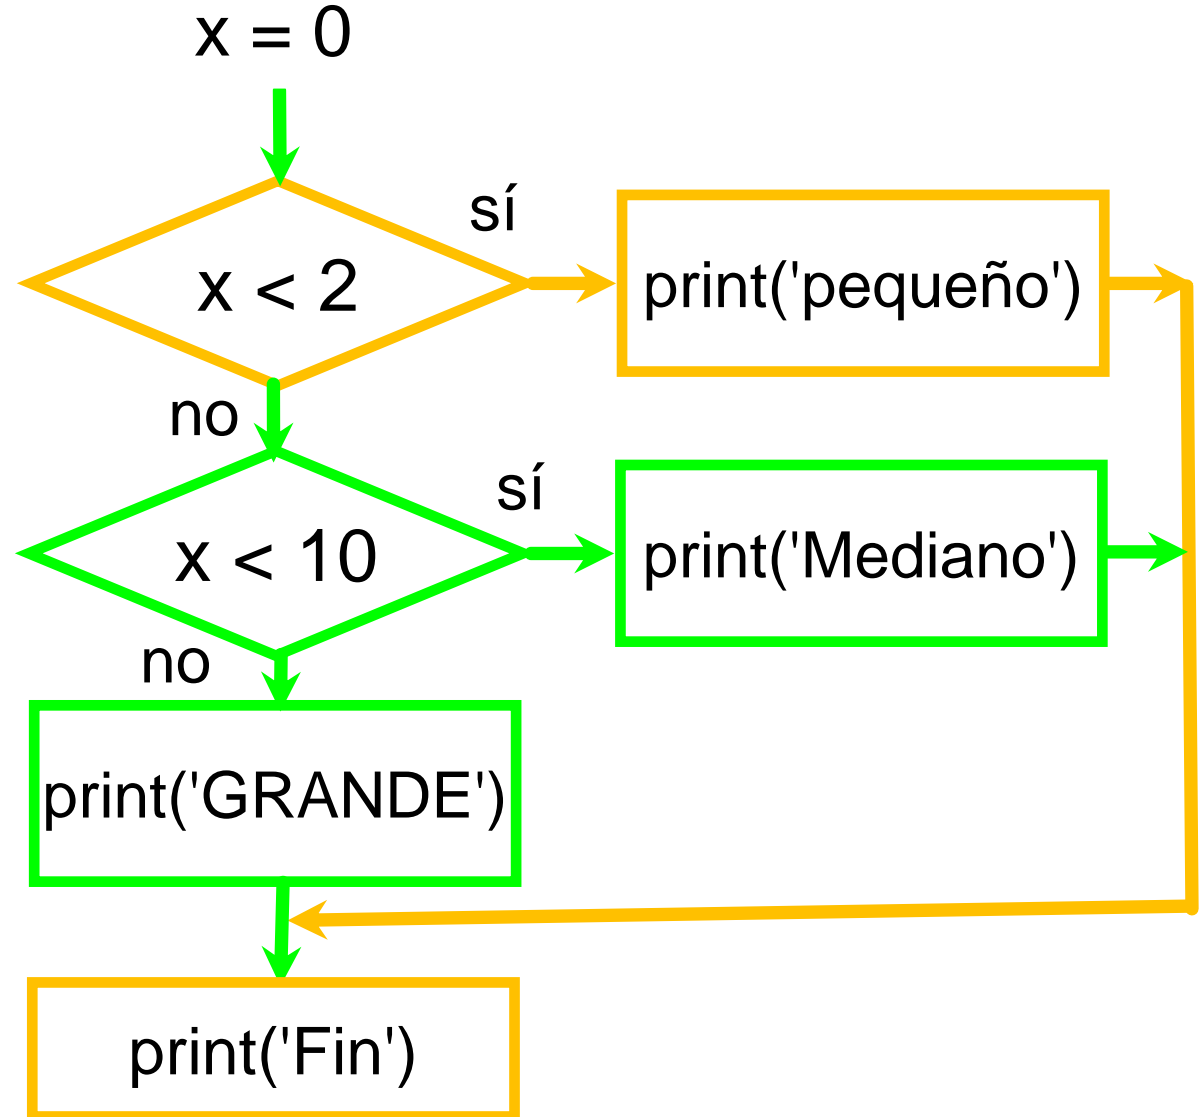 x = 0
x < 2
sí
print('pequeño')
no
x < 10
sí
print('Mediano')
no
print('GRANDE')
print('Fin')